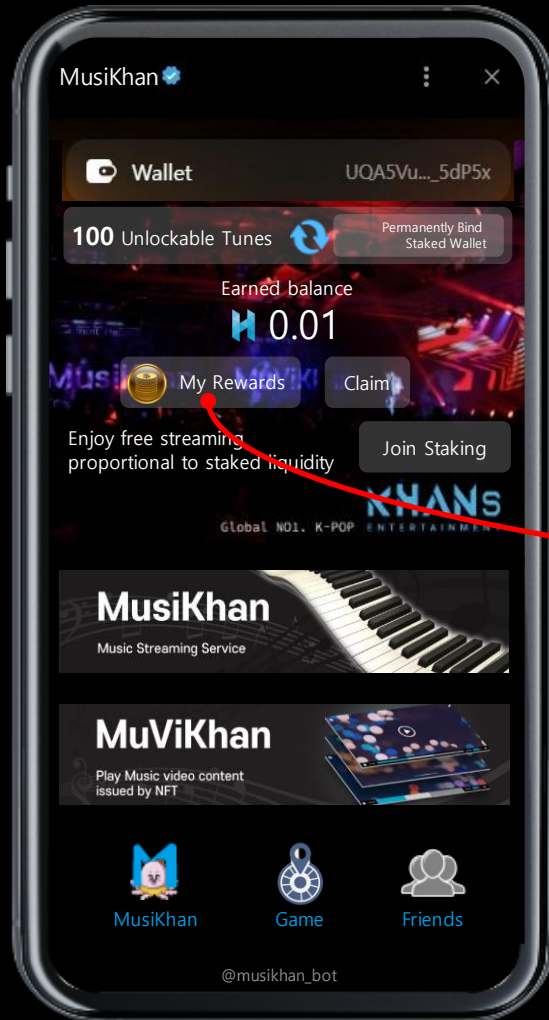 MusiKhan
Wallet UQA5Vu..._5dP5x
100 Unlockable Tunes
Permanently Bind
Staked Wallet
Earned balance
0.01
My Rewards
Claim
Enjoy free streaming
proportional to staked liquidity
Join Staking
KHANs
ENTERTAINMENT
Global NO1. K-POP
MusiKhan
Music Streaming Service
MuViKhan
Play Music video content
issued by NFT
MusiKhan
Game
Friends
@musikhan_bot